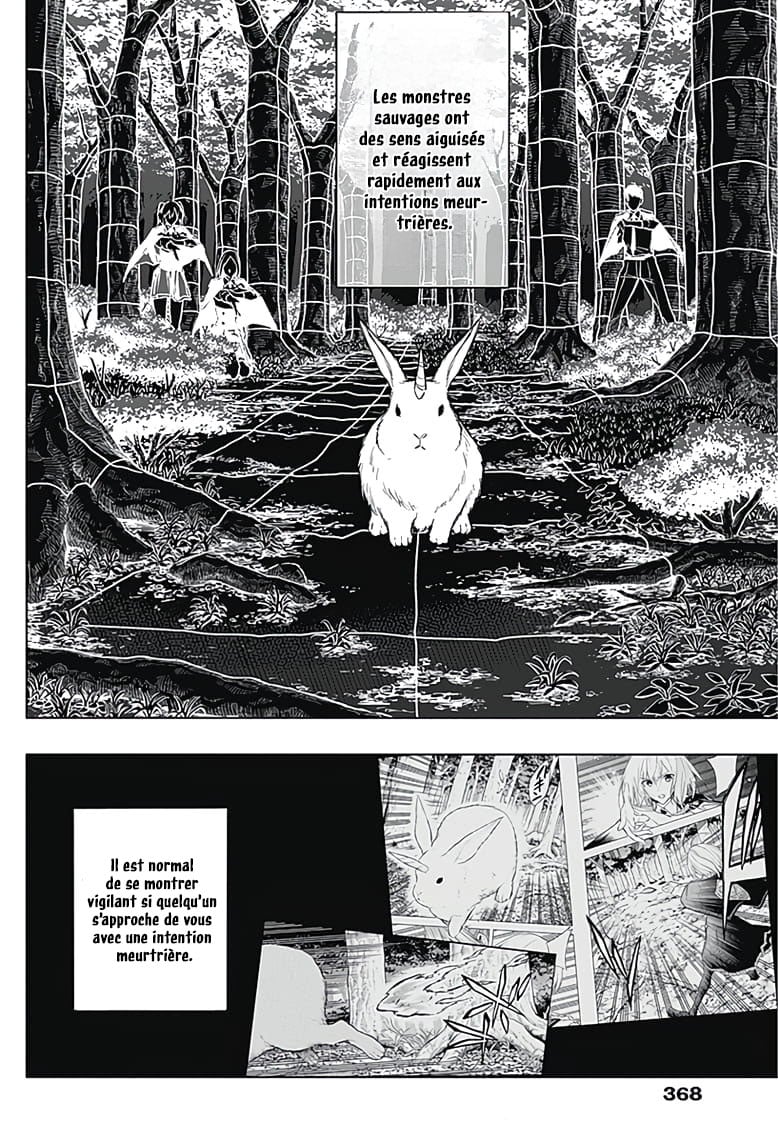 Les monstres
sauvages ont
des sens aiguisés
et réagissent
rapidement aux
intentions meur-
trières.
Il est normal
de se montrer
vigilant si quelqu'un
s'approche de vous
avec une intention
meurtrière.
368